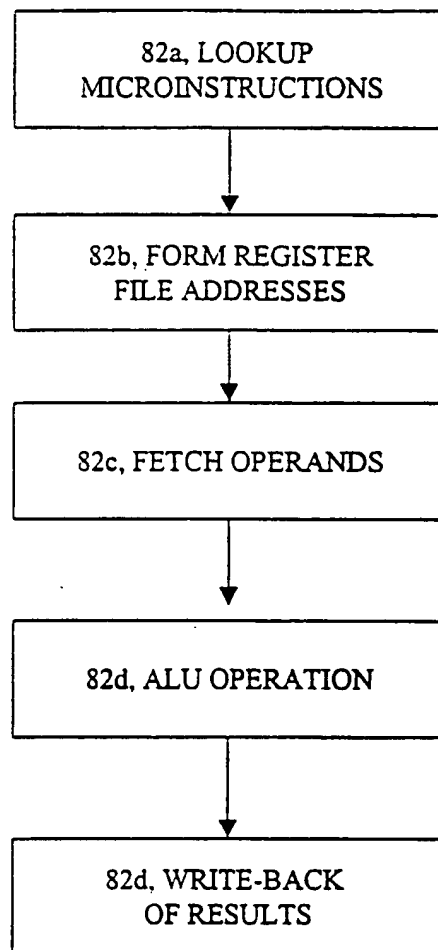 82a, LOOKUP
MICROINSTRUCTIONS
82b, FORM REGISTER
FILE ADDRESSES
82c, FETCH OPERANDS
82d, ALU OPERATION
82d, WRITE-BACK
OF RESULTS